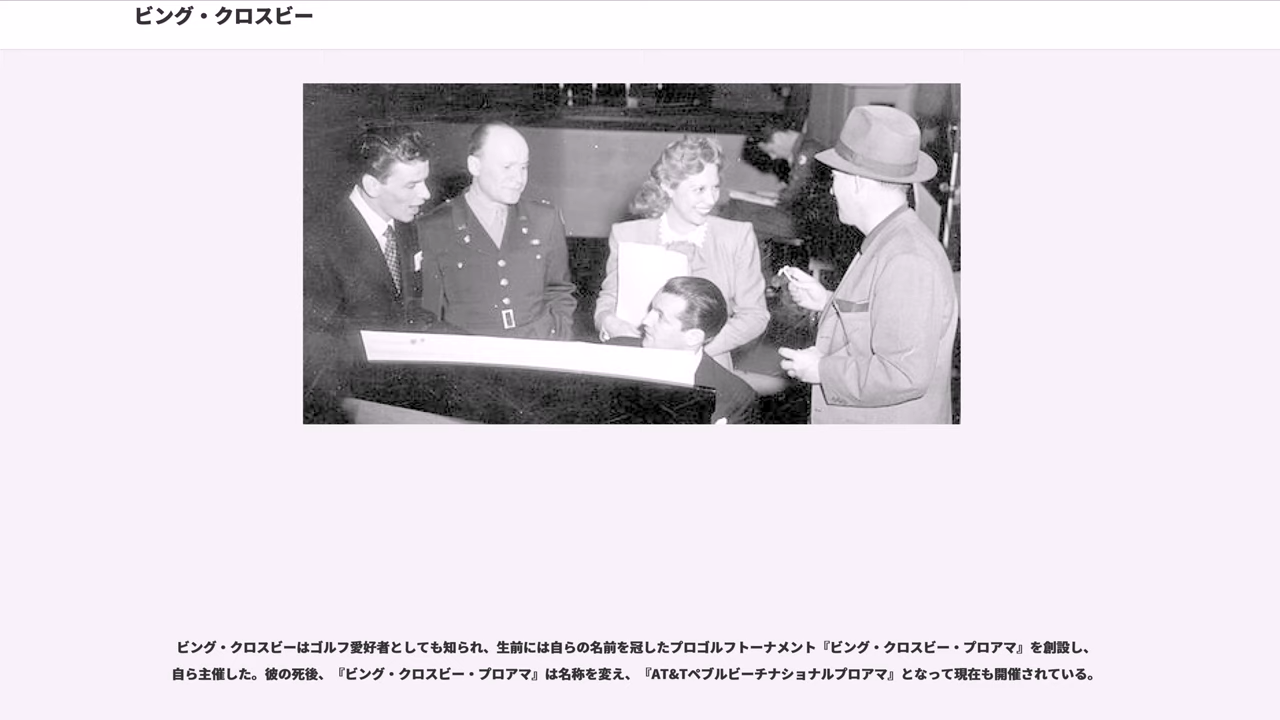 ビング・クロスビー
ビング・クロスビーはゴルフ愛好者としても知られ、生前には自らの名前を冠したプロゴルフトーナメント『ビング・クロスビー・プロアマ』を創設し、
自ら主催した。彼の死後、『ビング・クロスビー・プロアマ』は名称を変え、『AT&Tペブルビーチナショナルプロアマ』となって現在も開催されている。